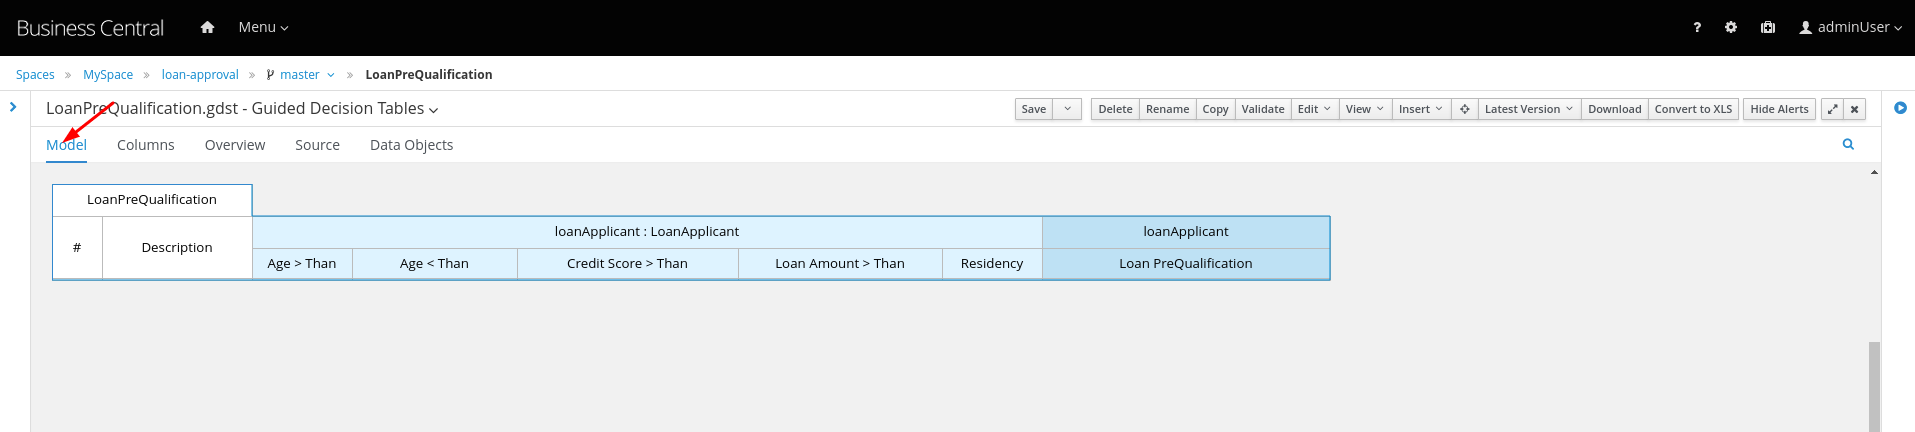 Business Central Menu ? adminUser
Spaces » MySpace » loan-approval » master » LoanPreQualification
LoanPreQualification.gdst - Guided Decision Tables Save Delete Rename Copy Validate Edit View Insert Latest Version Download Convert to XLS Hide Alerts
Model Columns Overview Source Data Objects
LoanPreQualification
# Description loanApplicant : LoanApplicant loanApplicant
Age > Than Age < Than Credit Score > Than Loan Amount > Than Residency Loan PreQualification